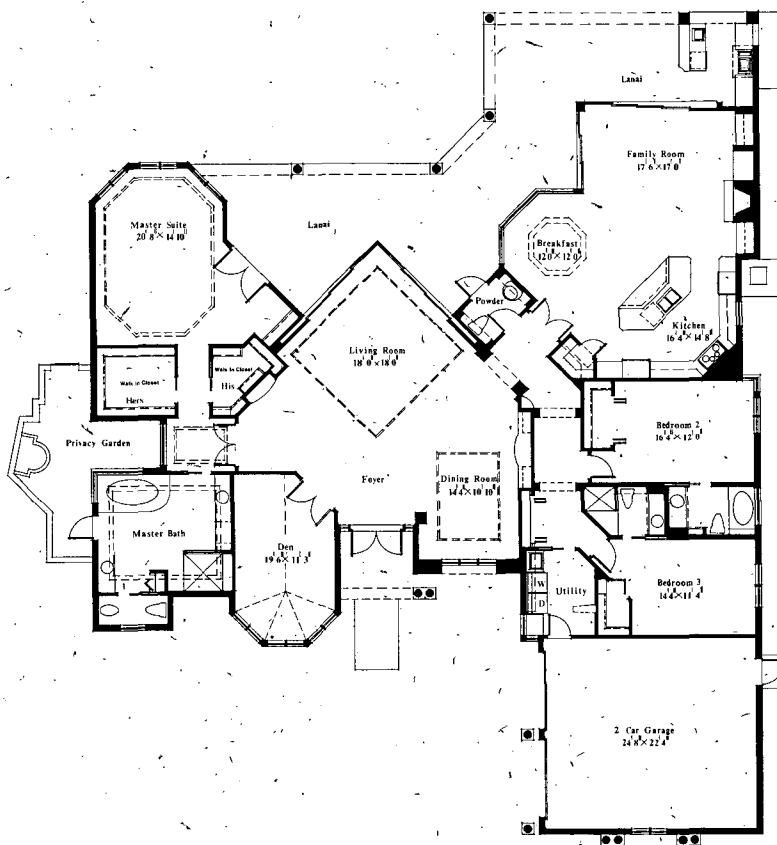 Lanai
Family Room
17'6"×17'0"
Master Suite
20'8"×14'10"
Lanai
Breakfast
12'0"×12'0"
Powder
Kitchen
16'4"×14'8"
Living Room
18'0"×18'0"
Walk In Closet
Hers
Walk In Closet
His
Privacy Garden
Bedroom 2
16'4"×12'0"
Foyer
Dining Room
14'4"×10'10"
Master Bath
Den
19'6"×11'3"
W
D
Utility
Bedroom 3
14'4"×11'4"
2 Car Garage
24'8"×22'4"